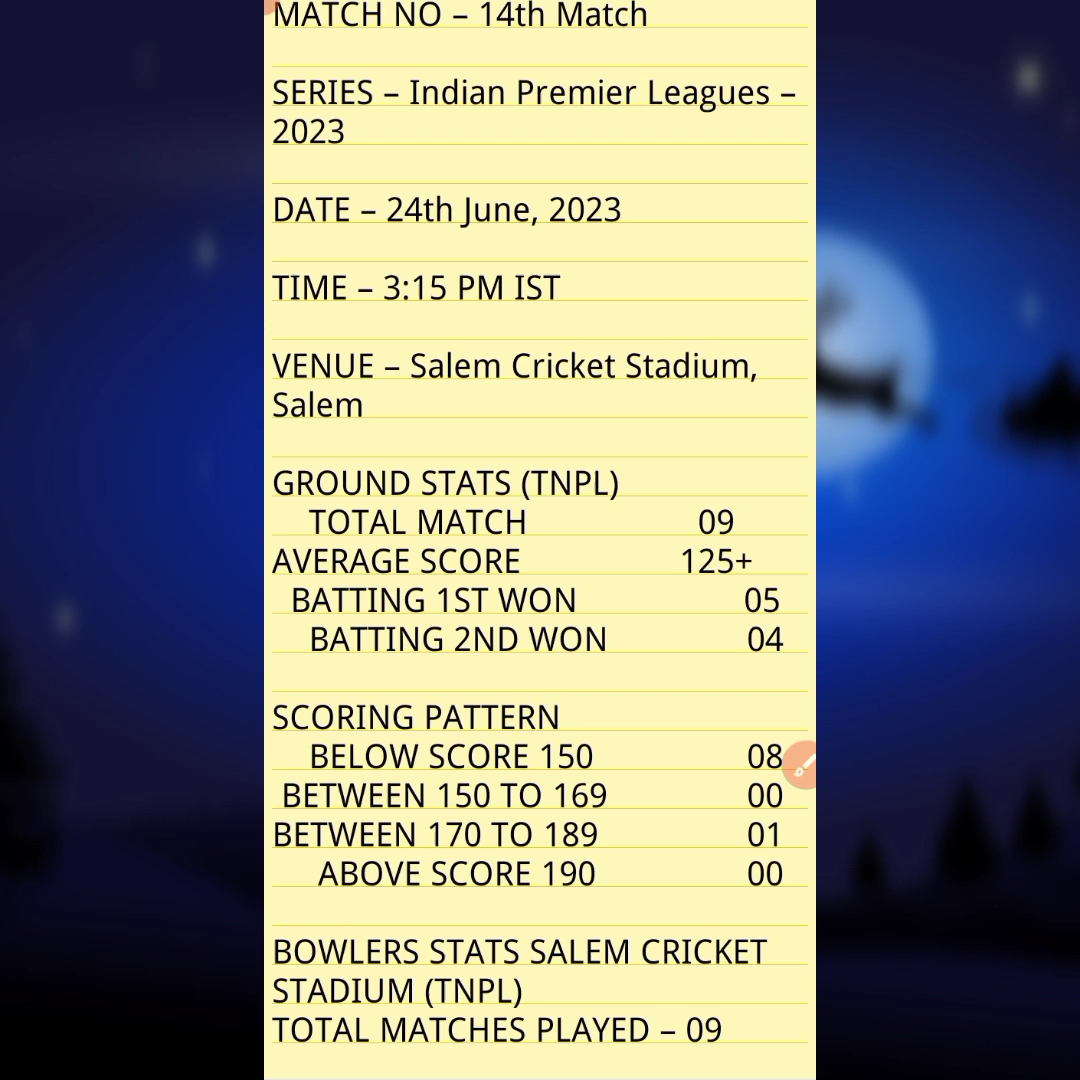 MATCH NO – 14th Match
SERIES – Indian Premier Leagues –
2023
DATE – 24th June, 2023
TIME – 3:15 PM IST
VENUE – Salem Cricket Stadium,
Salem
GROUND STATS (TNPL)
TOTAL MATCH 09
AVERAGE SCORE 125+
BATTING 1ST WON 05
BATTING 2ND WON 04
SCORING PATTERN
BELOW SCORE 150 08
BETWEEN 150 TO 169 00
BETWEEN 170 TO 189 01
ABOVE SCORE 190 00
BOWLERS STATS SALEM CRICKET
STADIUM (TNPL)
TOTAL MATCHES PLAYED – 09